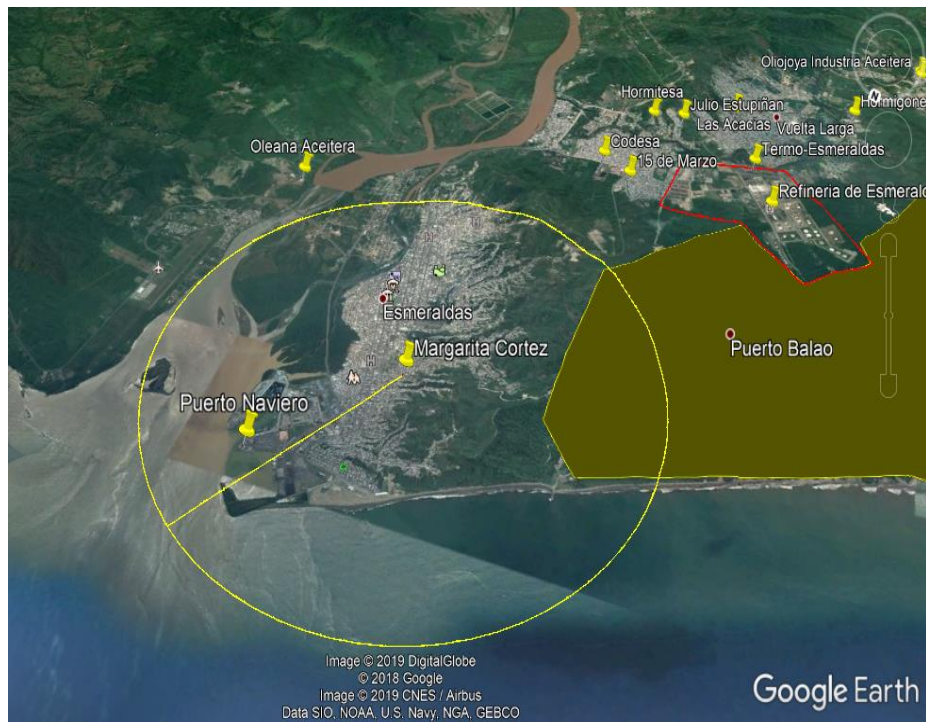 Oliojoya Industria Aceitera
Hormitesa
Julio Estupiñan
Las Acacias
Vuelta Larga
Codesa
15 de Marzo
Termo-Esmeraldas
Oleana Aceitera
Refineria de Esmerald
Esmeraldas
Margarita Cortez
Puerto Balao
Puerto Naviero
Image © 2019 DigitalGlobe
© 2018 Google
Image © 2019 CNES / Airbus
Data SIO, NOAA, U.S. Navy, NGA, GEBCO
Google Earth